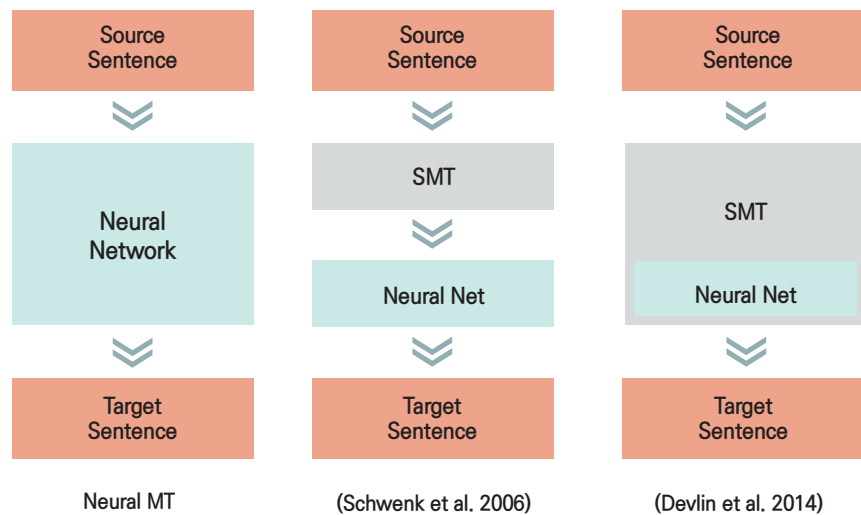 Source
Sentence
Neural
Network
Target
Sentence
Neural MT
Source
Sentence
SMT
Neural Net
Target
Sentence
(Schwenk et al. 2006)
Source
Sentence
SMT
Neural Net
Target
Sentence
(Devlin et al. 2014)